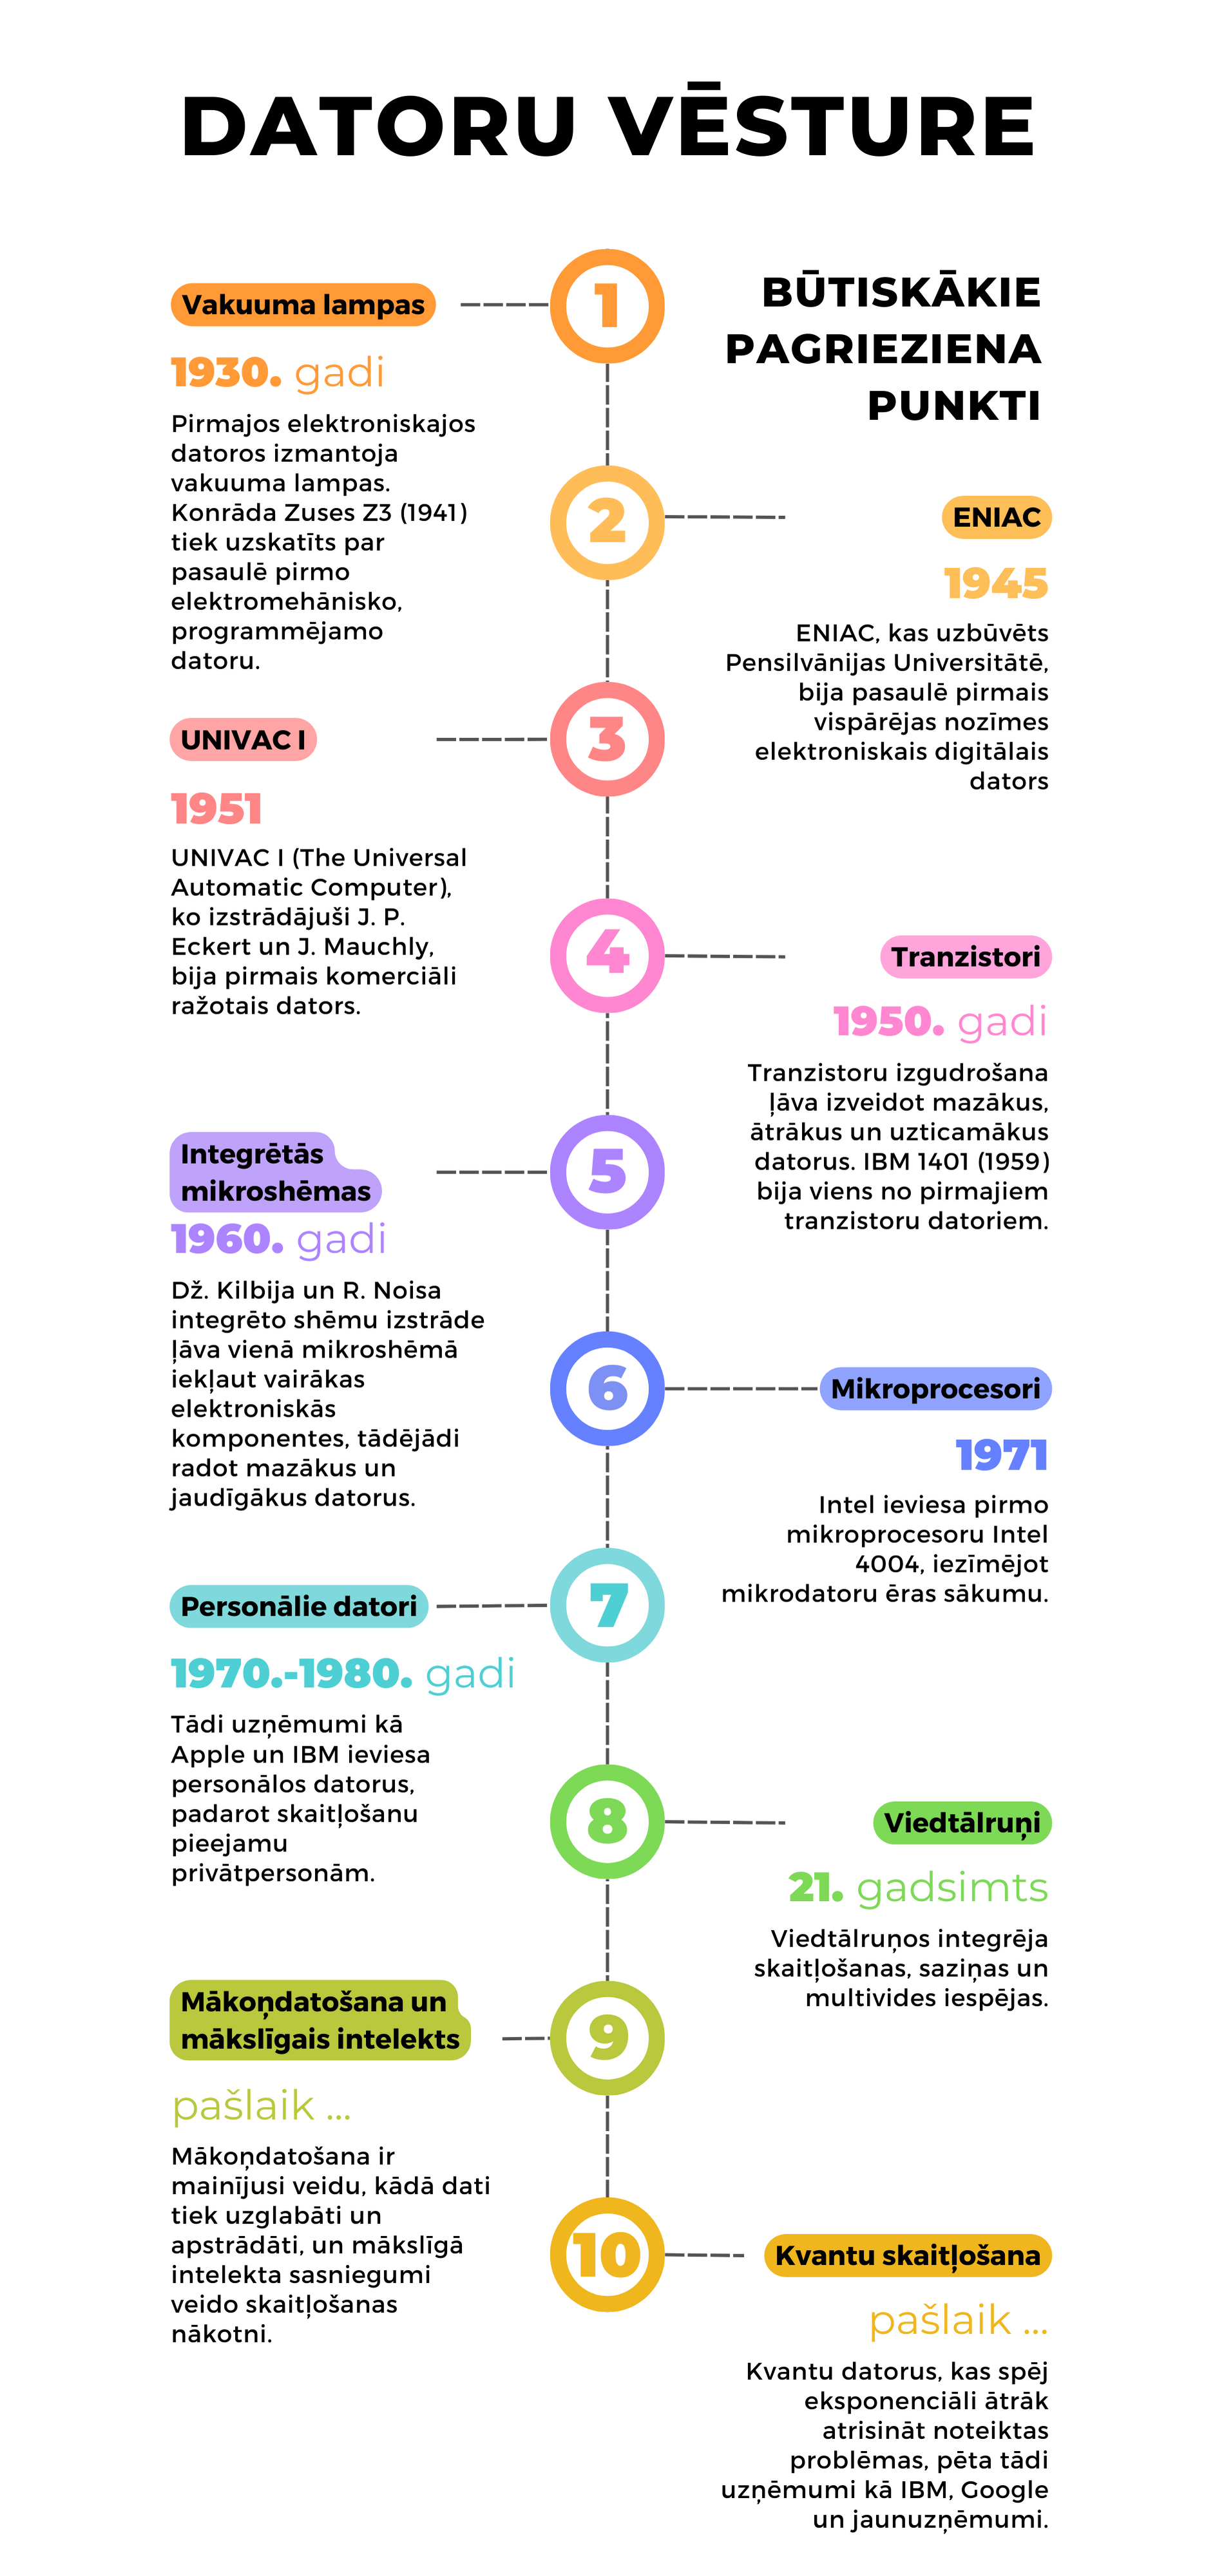 DATORU VĒSTURE
BŪTISKĀKIE
PAGRIEZIENA
PUNKTI
1
Vakuuma lampas
1930. gadi
Pirmajos elektroniskajos
datoros izmantoja
vakuuma lampas.
Konrāda Zuses Z3 (1941)
tiek uzskatīts par
pasaulē pirmo
elektromehānisko,
programmējamo
datoru.
2
ENIAC
1945
ENIAC, kas uzbūvēts
Pensilvānijas Universitātē,
bija pasaulē pirmais
vispārējas nozīmes
elektroniskais digitālais
dators
3
UNIVAC I
1951
UNIVAC I (The Universal
Automatic Computer),
ko izstrādājuši J. P.
Eckert un J. Mauchly,
bija pirmais komerciāli
ražotais dators.
4
Tranzistori
1950. gadi
Tranzistoru izgudrošana
ļāva izveidot mazākus,
ātrākus un uzticamākus
datorus. IBM 1401 (1959)
bija viens no pirmajiem
tranzistoru datoriem.
5
Integrētās
mikroshēmas
1960. gadi
Dž. Kilbija un R. Noisa
integrēto shēmu izstrāde
ļāva vienā mikroshēmā
iekļaut vairākas
elektroniskās
komponentes, tādējādi
radot mazākus un
jaudīgākus datorus.
6
Mikroprocesori
1971
Intel ieviesa pirmo
mikroprocesoru Intel
4004, iezīmējot
mikrodatoru ēras sākumu.
7
Personālie datori
1970.-1980. gadi
Tādi uzņēmumi kā
Apple un IBM ieviesa
personālos datorus,
padarot skaitļošanu
pieejamu
privātpersonām.
8
Viedtālruņi
21. gadsimts
Viedtālruņos integrēja
skaitļošanas, saziņas un
multivides iespējas.
9
Mākoņdatošana un
mākslīgais intelekts
pašlaik ...
Mākoņdatošana ir
mainījusi veidu, kādā dati
tiek uzglabāti un
apstrādāti, un mākslīgā
intelekta sasniegumi
veido skaitļošanas
nākotni.
10
Kvantu skaitļošana
pašlaik ...
Kvantu datorus, kas spēj
eksponenciāli ātrāk
atrisināt noteiktas
problēmas, pēta tādi
uzņēmumi kā IBM, Google
un jaunuzņēmumi.